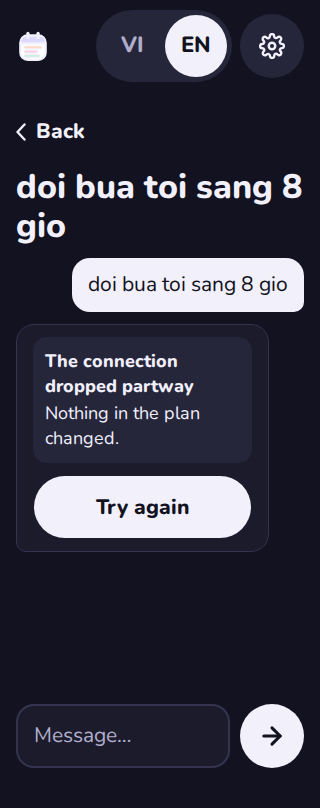 VI EN
Back
doi bua toi sang 8
gio
doi bua toi sang 8 gio
The connection
dropped partway
Nothing in the plan
changed.
Try again
Message...